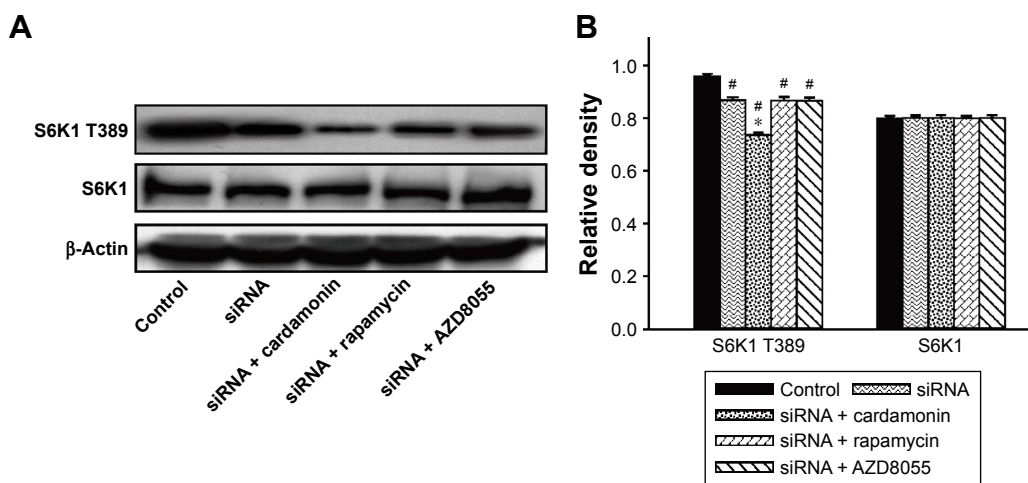 A
S6K1 T389
S6K1
β-Actin
Control
siRNA
siRNA + cardamonin
siRNA + rapamycin
siRNA + AZD8055
B
Relative density
1.0
0.8
0.6
0.4
0.2
0.0
#
#
*
#
#
S6K1 T389
S6K1
Control siRNA
siRNA + cardamonin
siRNA + rapamycin
siRNA + AZD8055